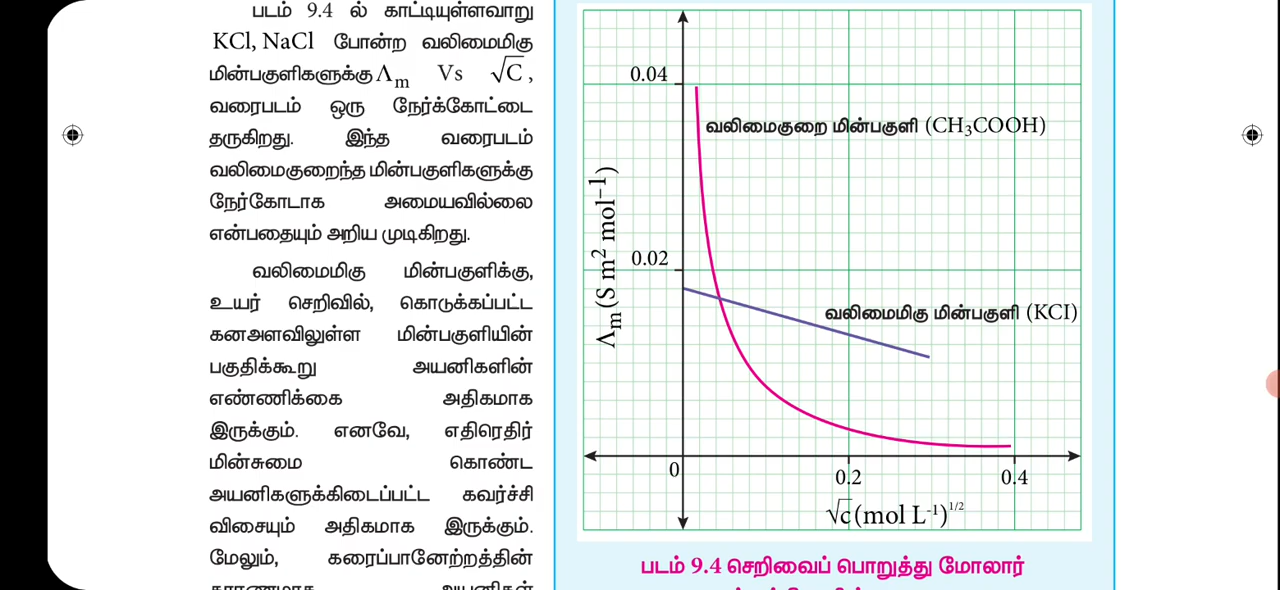 படம் 9.4 ல் காட்டியுள்ளவாறு
KCl, NaCl போன்ற வலிமைமிகு
மின்பகுளிகளுக்கு Λm Vs √C ,
வரைபடம் ஒரு நேர்க்கோட்டை
தருகிறது. இந்த வரைபடம்
வலிமைகுறைந்த மின்பகுளிகளுக்கு
நேர்கோடாக அமையவில்லை
என்பதையும் அறிய முடிகிறது.
வலிமைமிகு மின்பகுளிக்கு,
உயர் செறிவில், கொடுக்கப்பட்ட
கனஅளவிலுள்ள மின்பகுளியின்
பகுதிக்கூறு அயனிகளின்
எண்ணிக்கை அதிகமாக
இருக்கும். எனவே, எதிரெதிர்
மின்சுமை கொண்ட
அயனிகளுக்கிடைப்பட்ட கவர்ச்சி
விசையும் அதிகமாக இருக்கும்.
மேலும், கரைப்பானேற்றத்தின்
0.04
வலிமைகுறை மின்பகுளி (CH₃COOH)
Λm (S m² mol⁻¹)
0.02
வலிமைமிகு மின்பகுளி (KCI)
0
0.2
0.4
√c (mol L⁻¹)^1/2
படம் 9.4 செறிவைப் பொறுத்து மோலார்